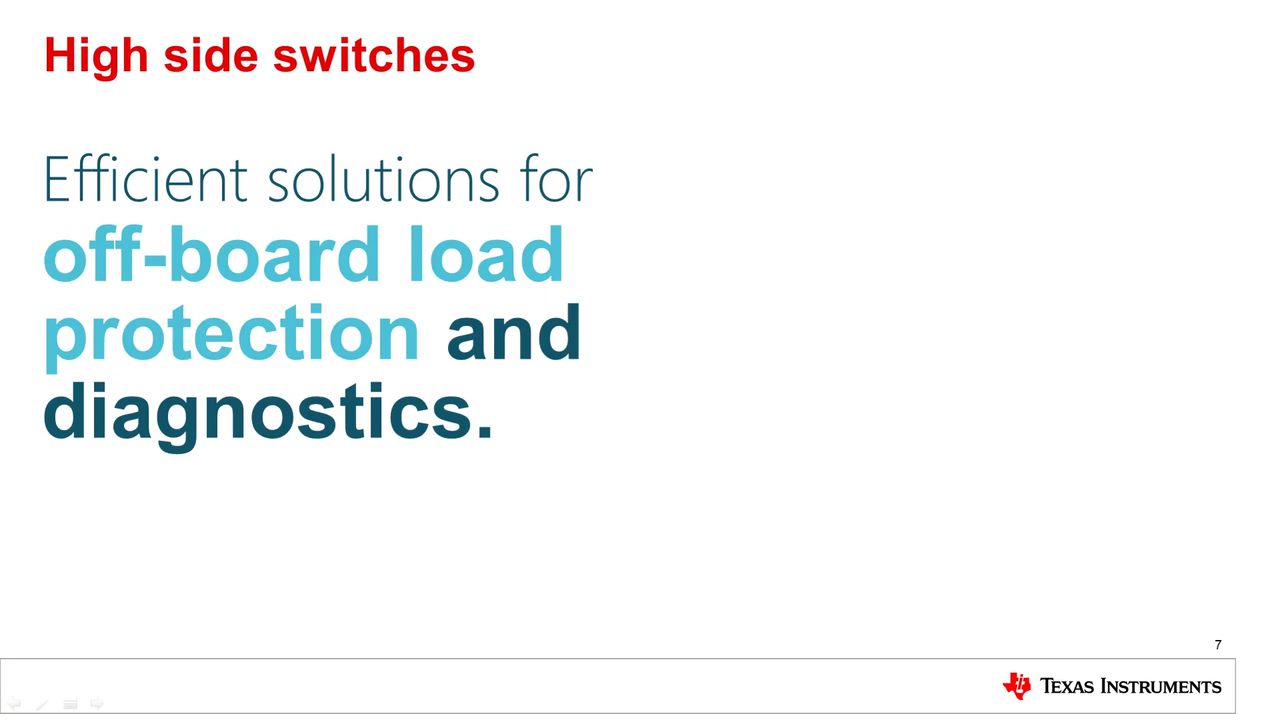 High side switches
Efficient solutions for
off-board load
protection and
diagnostics.
7
TEXAS INSTRUMENTS